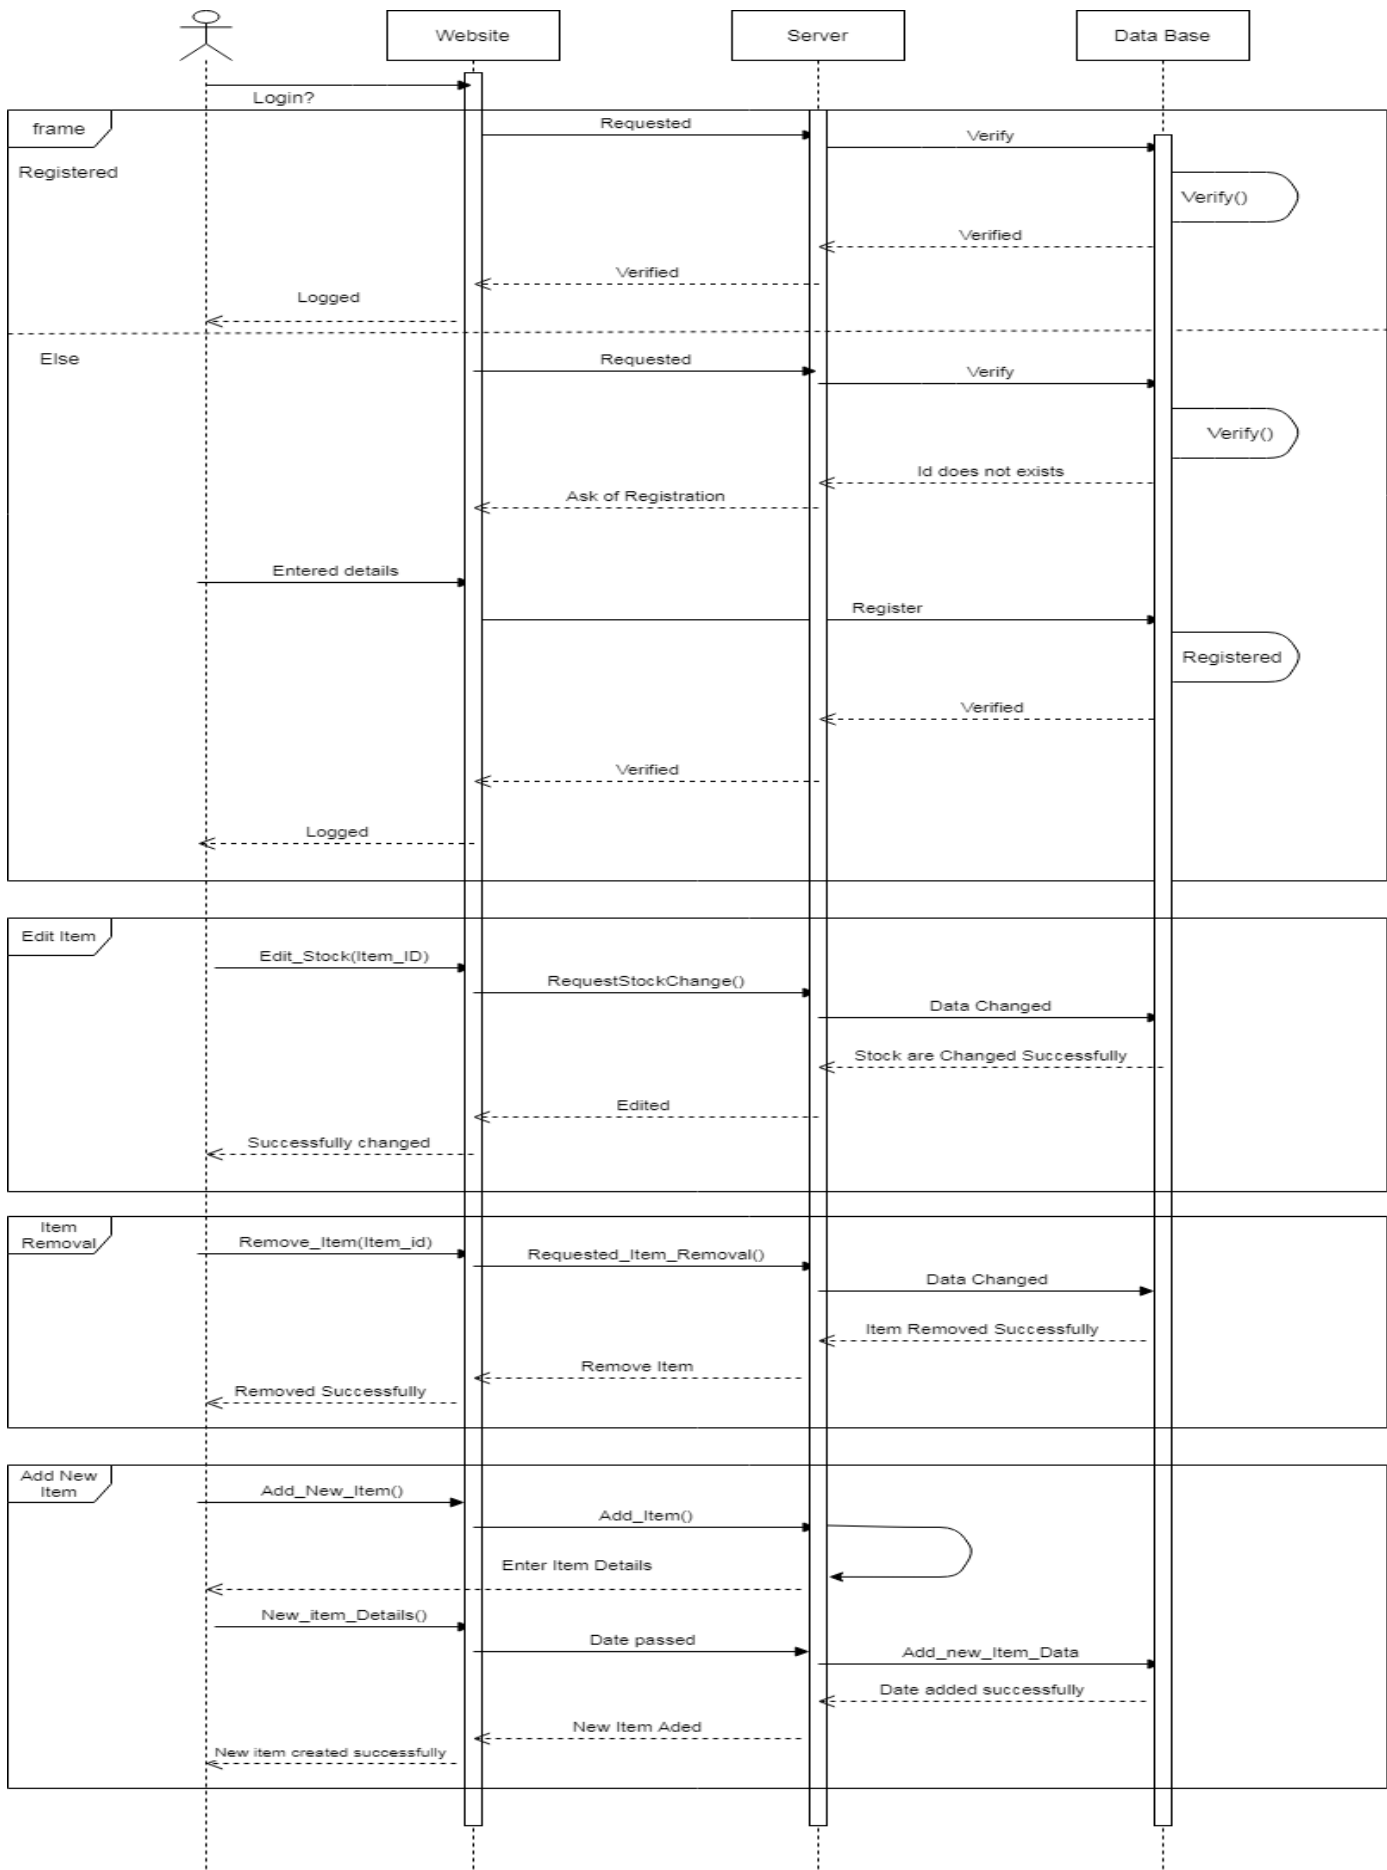 Website
Server
Data Base
Login?
frame
Requested
Verify
Registered
Verify()
Verified
Verified
Logged
Else
Requested
Verify
Verify()
Id does not exists
Ask of Registration
Entered details
Register
Registered
Verified
Verified
Logged
Edit Item
Edit_Stock(Item_ID)
RequestStockChange()
Data Changed
Stock are Changed Successfully
Edited
Successfully changed
Item
Removal
Remove_Item(Item_id)
Requested_Item_Removal()
Data Changed
Item Removed Successfully
Remove Item
Removed Successfully
Add New
Item
Add_New_Item()
Add_Item()
Enter Item Details
New_item_Details()
Date passed
Add_new_Item_Data
Date added successfully
New Item Aded
New item created successfully